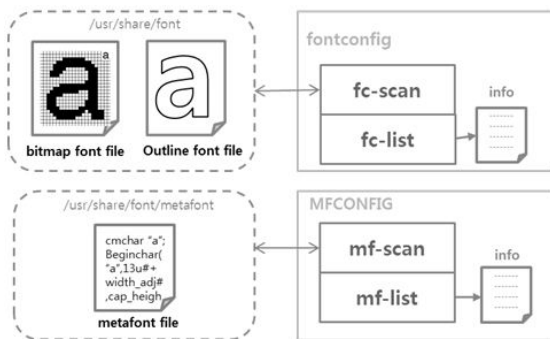 /usr/share/font
a
a
a
bitmap font file
Outline font file
fontconfig
fc-scan
fc-list
info
/usr/share/font/metafont
cmchar "a";
Beginchar(
"a",13u#+
width_adj#
,cap_heigh
metafont file
MFCONFIG
mf-scan
mf-list
info